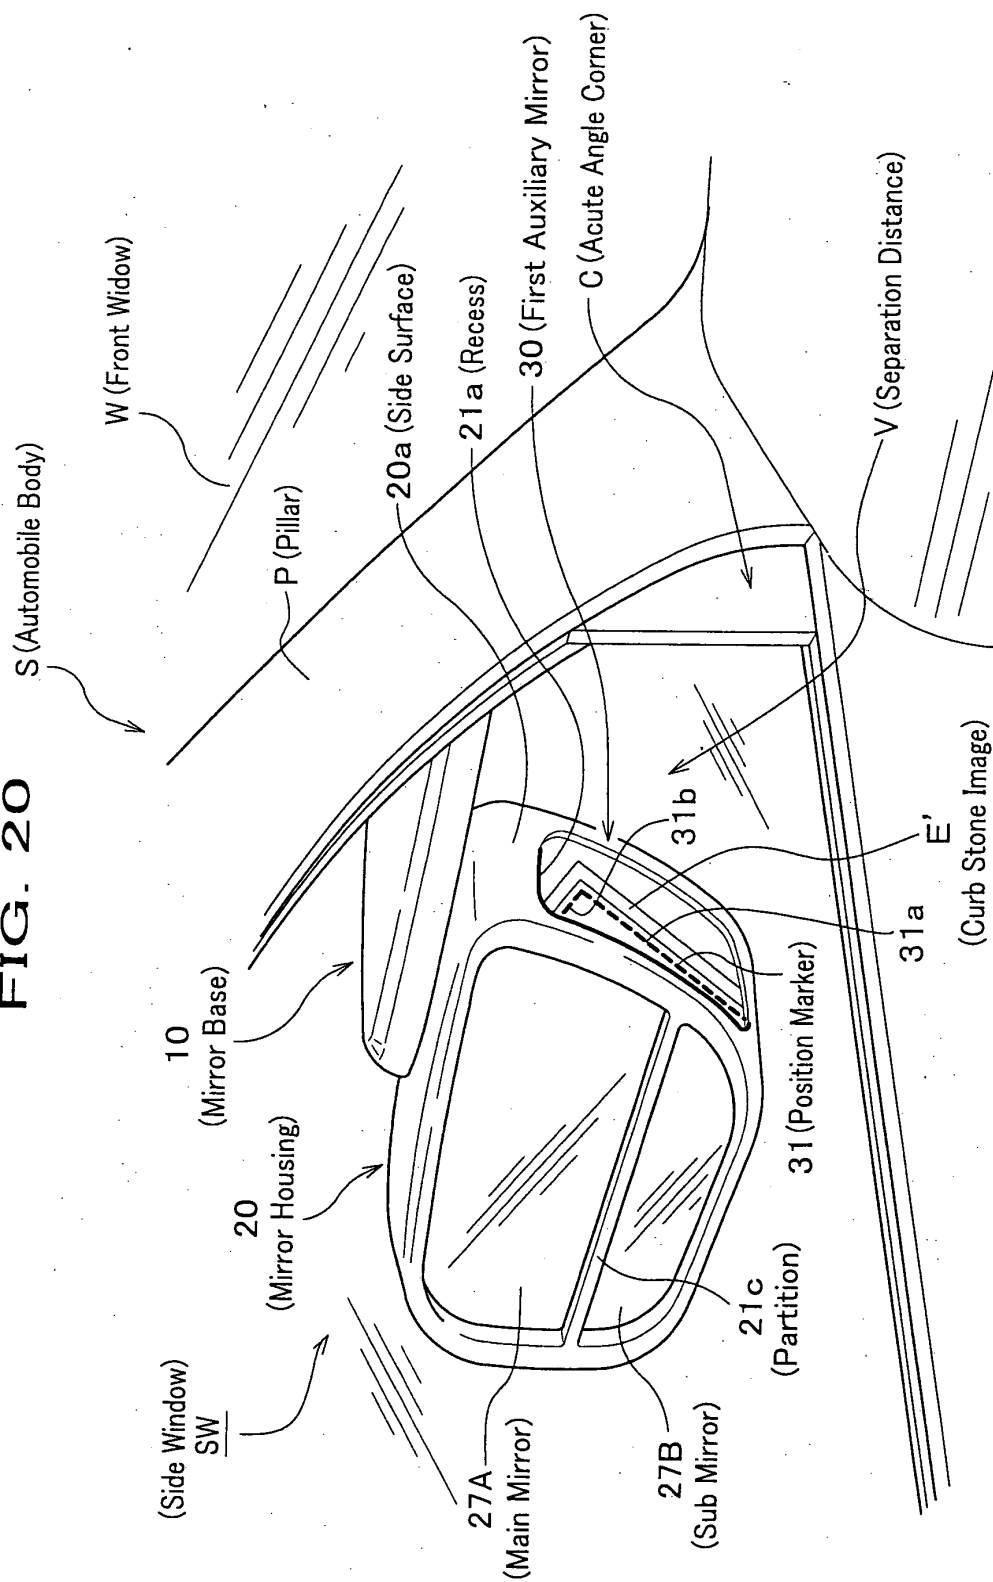 FIG. 20
S (Automobile Body)
W (Front Widow)
P (Pillar)
20a (Side Surface)
21a (Recess)
30 (First Auxiliary Mirror)
C (Acute Angle Corner)
V (Separation Distance)
10
(Mirror Base)
20
(Mirror Housing)
(Side Window)
SW
27A
(Main Mirror)
27B
(Sub Mirror)
21c
(Partition)
31 (Position Marker)
31a
31b
E'
(Curb Stone Image)